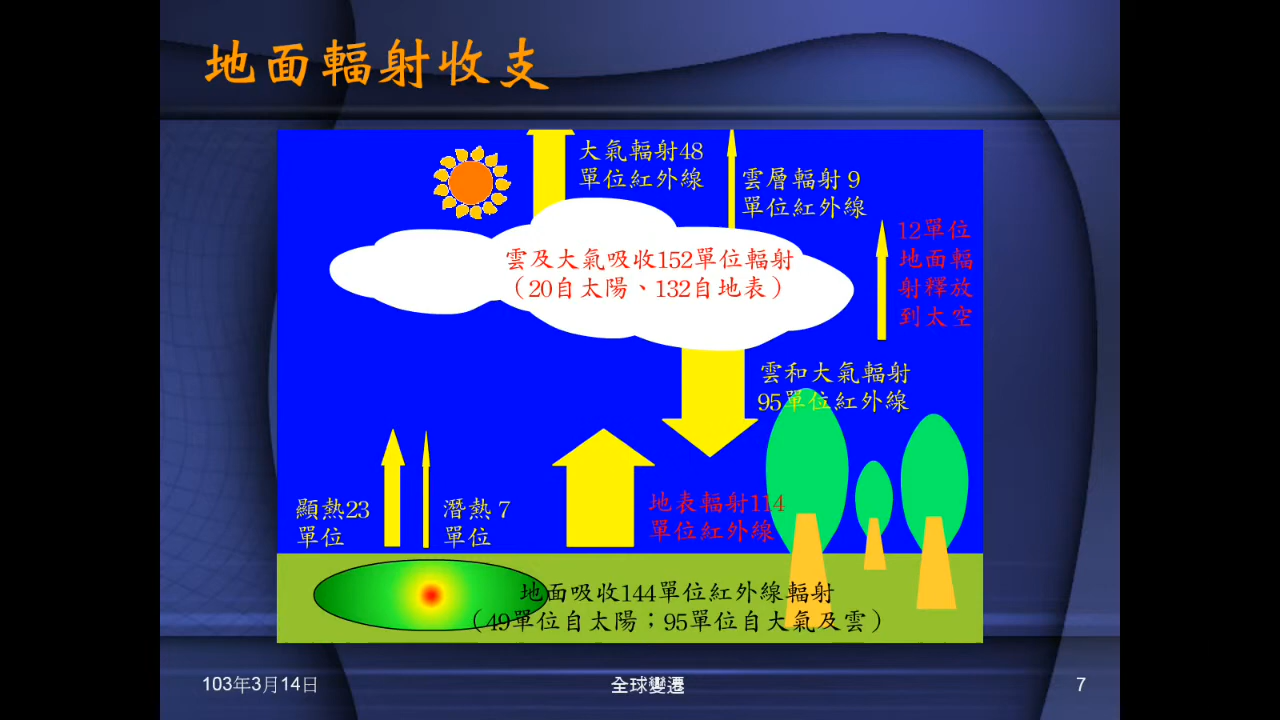 地面輻射收支
大氣輻射48
單位紅外線
雲層輻射９
單位紅外線
12單位
地面輻
射釋放
到太空
雲及大氣吸收152單位輻射
（20自太陽、132自地表）
雲和大氣輻射
95單位紅外線
顯熱23
單位
潛熱７
單位
地表輻射114
單位紅外線
地面吸收144單位紅外線輻射
（49單位自太陽；95單位自大氣及雲）
103年3月14日
全球變遷
7